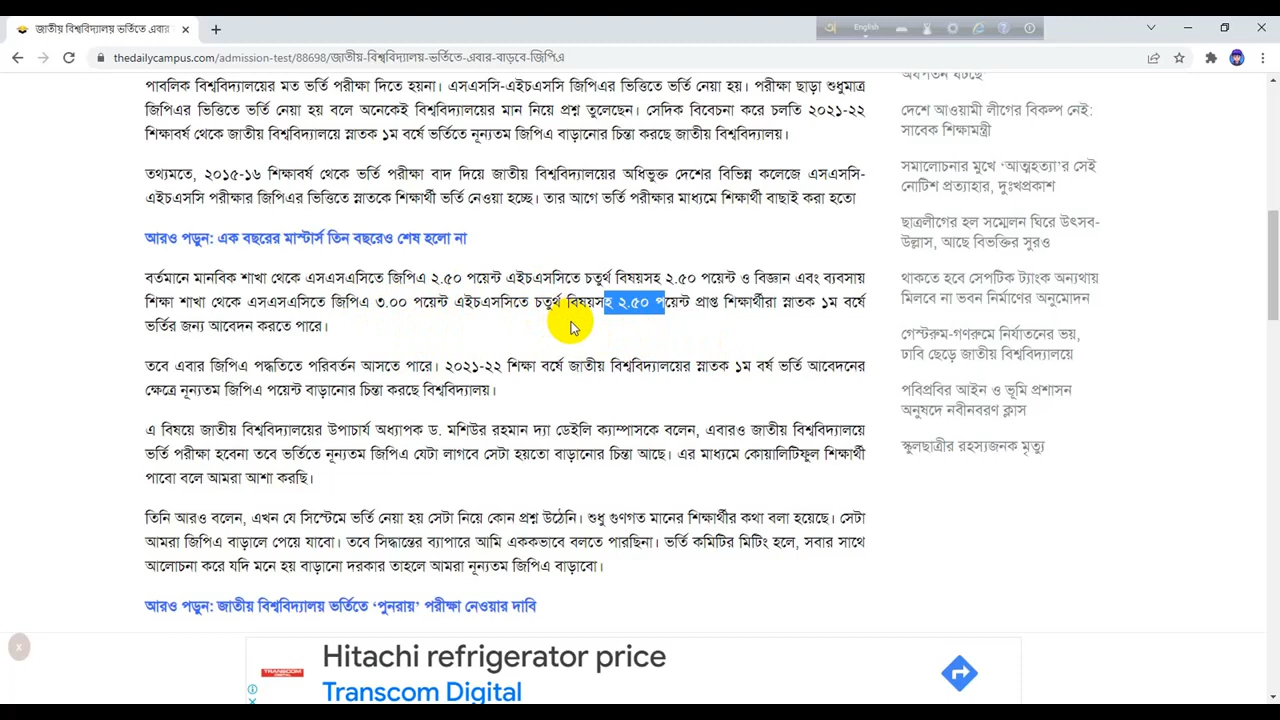 জাতীয় বিশ্ববিদ্যালয় ভর্তিতে এবার
English
thedailycampus.com/admission-test/88698/জাতীয়-বিশ্ববিদ্যালয়-ভর্তিতে-এবার-বাড়বে-জিপিএ
পাবলিক বিশ্ববিদ্যালয়ের মত ভর্তি পরীক্ষা দিতে হয়না। এসএসসি-এইচএসসি জিপিএর ভিত্তিতে ভর্তি নেয়া হয়। পরীক্ষা ছাড়া শুধুমাত্র
জিপিএর ভিত্তিতে ভর্তি নেয়া হয় বলে অনেকেই বিশ্ববিদ্যালয়ের মান নিয়ে প্রশ্ন তুলেছেন। সেদিক বিবেচনা করে চলতি ২০২১-২২
শিক্ষাবর্ষ থেকে জাতীয় বিশ্ববিদ্যালয়ে স্নাতক ১ম বর্ষে ভর্তিতে নূন্যতম জিপিএ বাড়ানোর চিন্তা করছে জাতীয় বিশ্ববিদ্যালয়।
তথ্যমতে, ২০১৫-১৬ শিক্ষার্বষ থেকে ভর্তি পরীক্ষা বাদ দিয়ে জাতীয় বিশ্ববিদ্যালয়ের অধিভুক্ত দেশের বিভিন্ন কলেজে এসএসসি-
এইচএসসি পরীক্ষার জিপিএর ভিত্তিতে স্নাতকে শিক্ষার্থী ভর্তি নেওয়া হচ্ছে। তার আগে ভর্তি পরীক্ষার মাধ্যমে শিক্ষার্থী বাছাই করা হতো
আরও পড়ুন: এক বছরের মাস্টার্স তিন বছরেও শেষ হলো না
বর্তমানে মানবিক শাখা থেকে এসএসএসিতে জিপিএ ২.৫০ পয়েন্ট এইচএসসিতে চতুর্থ বিষয়সহ ২.৫০ পয়েন্ট ও বিজ্ঞান এবং ব্যবসায়
শিক্ষা শাখা থেকে এসএসএসিতে জিপিএ ৩.০০ পয়েন্ট এইচএসসিতে চতুর্থ বিষয়সহ ২.৫০ পয়েন্ট প্রাপ্ত শিক্ষার্থীরা স্নাতক ১ম বর্ষে
ভর্তির জন্য আবেদন করতে পারে।
তবে এবার জিপিএ পদ্ধতিতে পরিবর্তন আসতে পারে। ২০২১-২২ শিক্ষা বর্ষে জাতীয় বিশ্ববিদ্যালয়ের স্নাতক ১ম বর্ষ ভর্তি আবেদনের
ক্ষেত্রে নূন্যতম জিপিএ পয়েন্ট বাড়ানোর চিন্তা করছে বিশ্ববিদ্যালয়।
এ বিষয়ে জাতীয় বিশ্ববিদ্যালয়ের উপাচার্য অধ্যাপক ড. মশিউর রহমান দ্যা ডেইলি ক্যাম্পাসকে বলেন, এবারও জাতীয় বিশ্ববিদ্যালয়ে
ভর্তি পরীক্ষা হবেনা তবে ভর্তিতে নূন্যতম জিপিএ যেটা লাগবে সেটা হয়তো বাড়ানোর চিন্তা আছে। এর মাধ্যমে কোয়ালিটিফুল শিক্ষার্থী
পাবো বলে আমরা আশা করছি।
তিনি আরও বলেন, এখন যে সিস্টেমে ভর্তি নেয়া হয় সেটা নিয়ে কোন প্রশ্ন উঠেনি। শুধু গুণগত মানের শিক্ষার্থীর কথা বলা হয়েছে। সেটা
আমরা জিপিএ বাড়ালে পেয়ে যাবো। তবে সিদ্ধান্তের ব্যাপারে আমি এককভাবে বলতে পারছিনা। ভর্তি কমিটির মিটিং হলে, সবার সাথে
আলোচনা করে যদি মনে হয় বাড়ানো দরকার তাহলে আমরা নূন্যতম জিপিএ বাড়াবো।
আরও পড়ুন: জাতীয় বিশ্ববিদ্যালয় ভর্তিতে ‘পুনরায়’ পরীক্ষা নেওয়ার দাবি
অধঃপতন ঘটছে
দেশে আওয়ামী লীগের বিকল্প নেই:
সাবেক শিক্ষামন্ত্রী
সমালোচনার মুখে ‘আত্মহত্যা’র সেই
নোটিশ প্রত্যাহার, দুঃখপ্রকাশ
ছাত্রলীগের হল সম্মেলন ঘিরে উৎসব-
উল্লাস, আছে বিভক্তির সুরও
থাকতে হবে সেপটিক ট্যাংক অন্যথায়
মিলবে না ভবন নির্মাণের অনুমোদন
গেস্টরুম-গণরুমে নির্যাতনের ভয়,
ঢাবি ছেড়ে জাতীয় বিশ্ববিদ্যালয়ে
পবিপ্রবির আইন ও ভূমি প্রশাসন
অনুষদে নবীনবরণ ক্লাস
স্কুলছাত্রীর রহস্যজনক মৃত্যু
TRANSCOM
DIGITAL
Hitachi refrigerator price
Transcom Digital